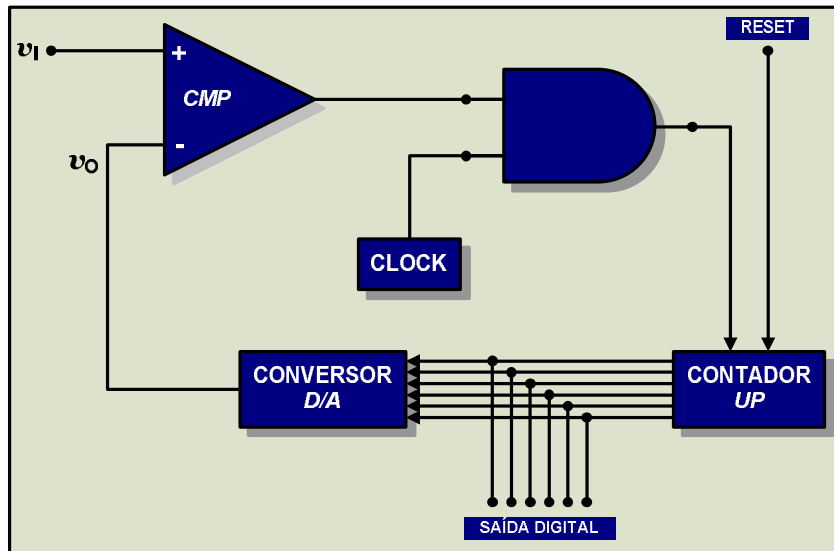 RESET
vI
+
CMP
-
vO
CLOCK
CONVERSOR
D/A
CONTADOR
UP
SAÍDA DIGITAL